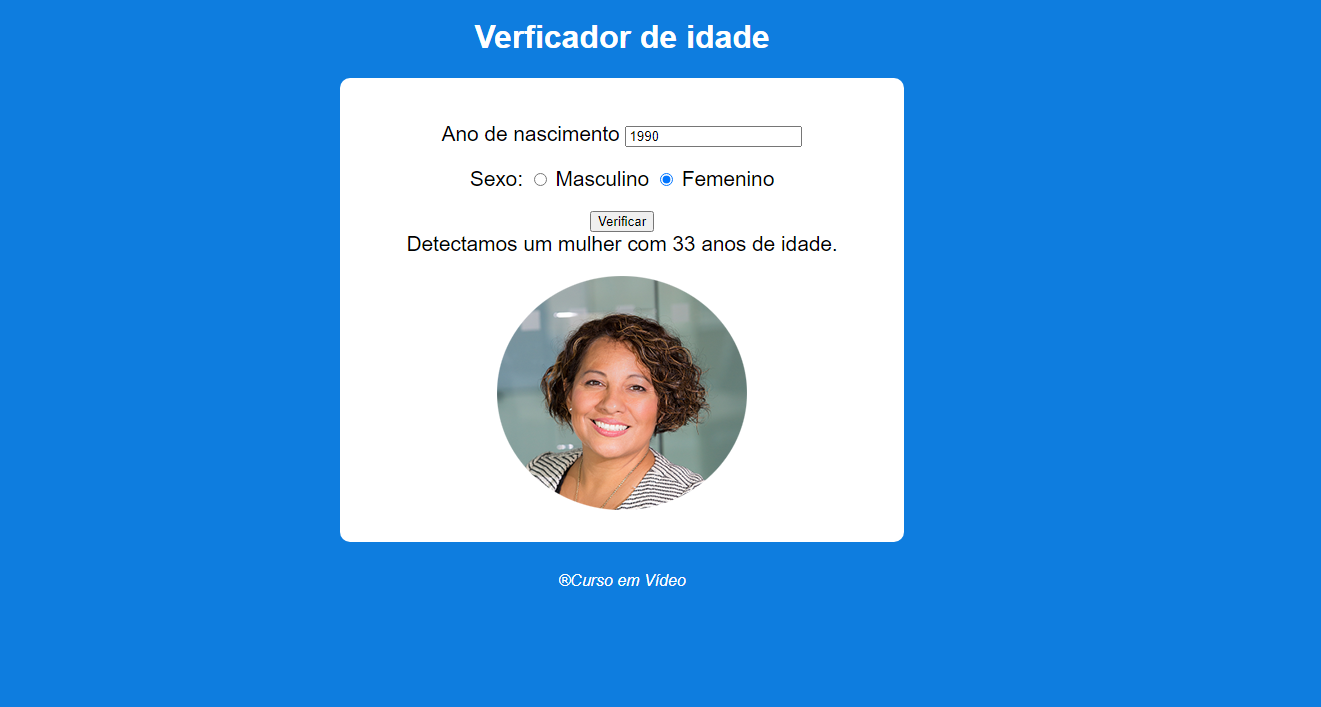 Verficador de idade
Ano de nascimento 1990
Sexo: Masculino Femenino
Verificar
Detectamos um mulher com 33 anos de idade.
®Curso em Vídeo